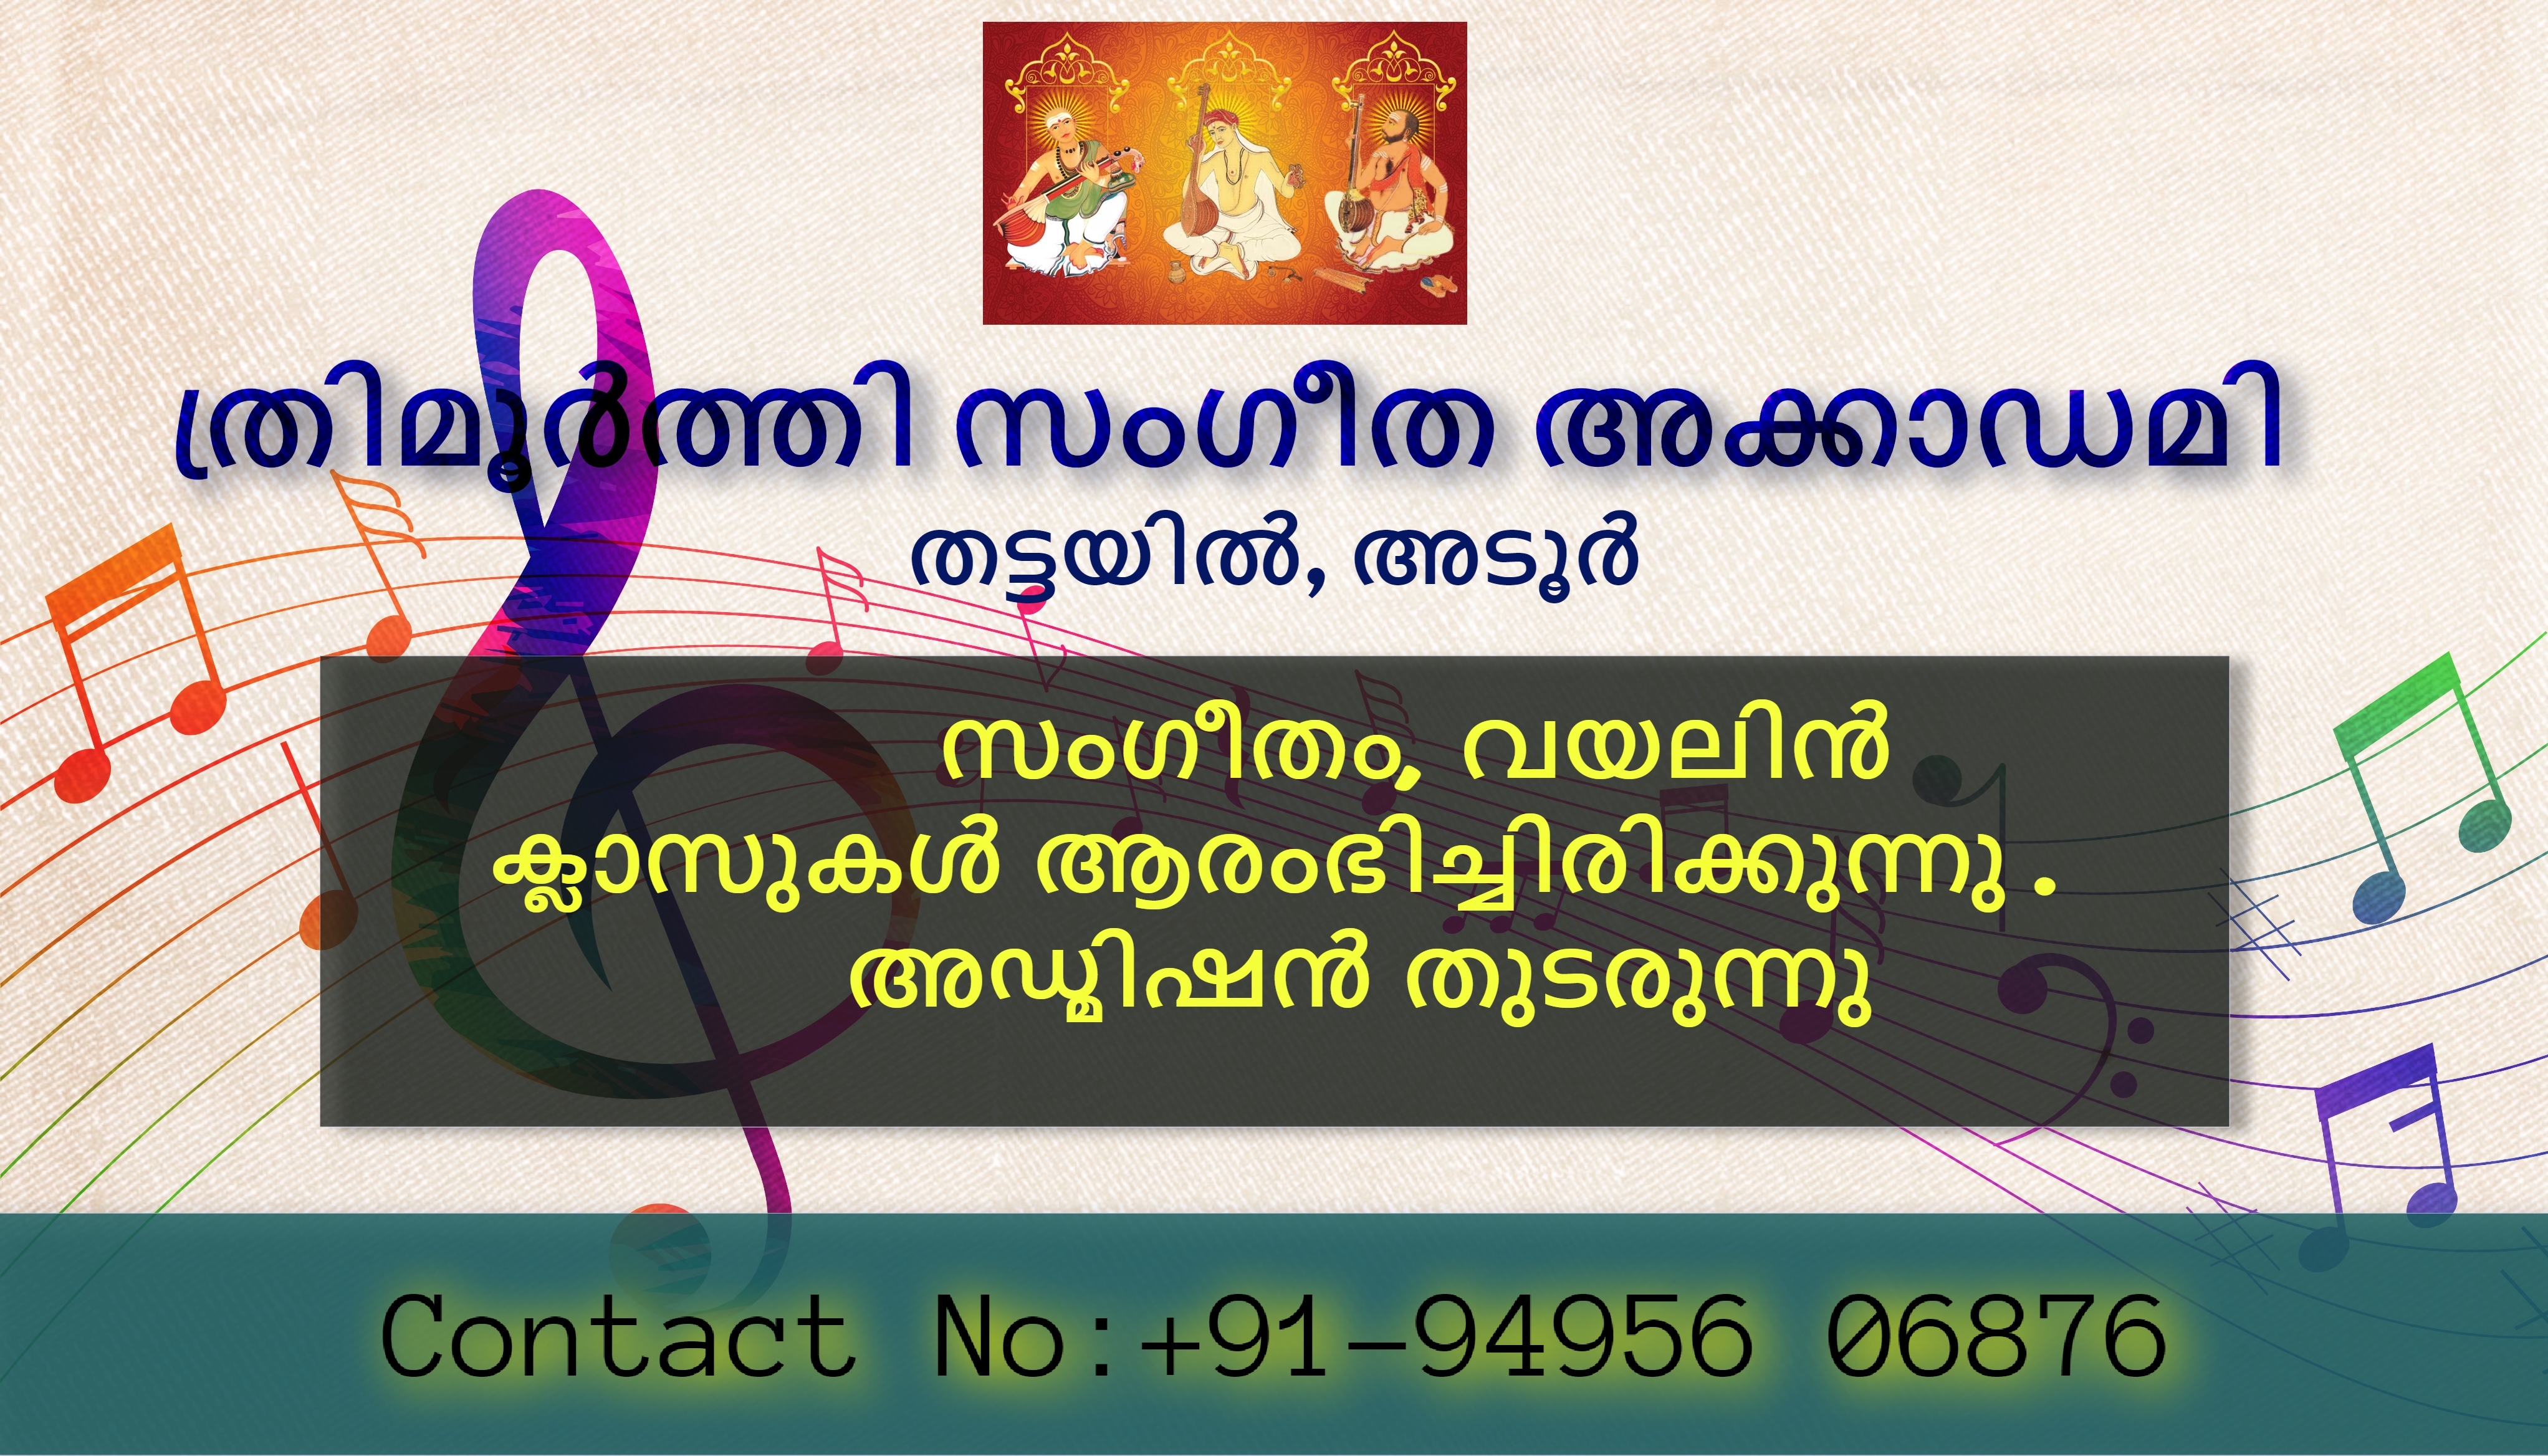 ത്രിമൂർത്തി സംഗീത അക്കാഡമി
തട്ടയിൽ, അടൂർ
സംഗീതം, വയലിൻ
ക്ലാസുകൾ ആരംഭിച്ചിരിക്കുന്നു .
അഡ്മിഷൻ തുടരുന്നു
Contact No:+91-94956 06876